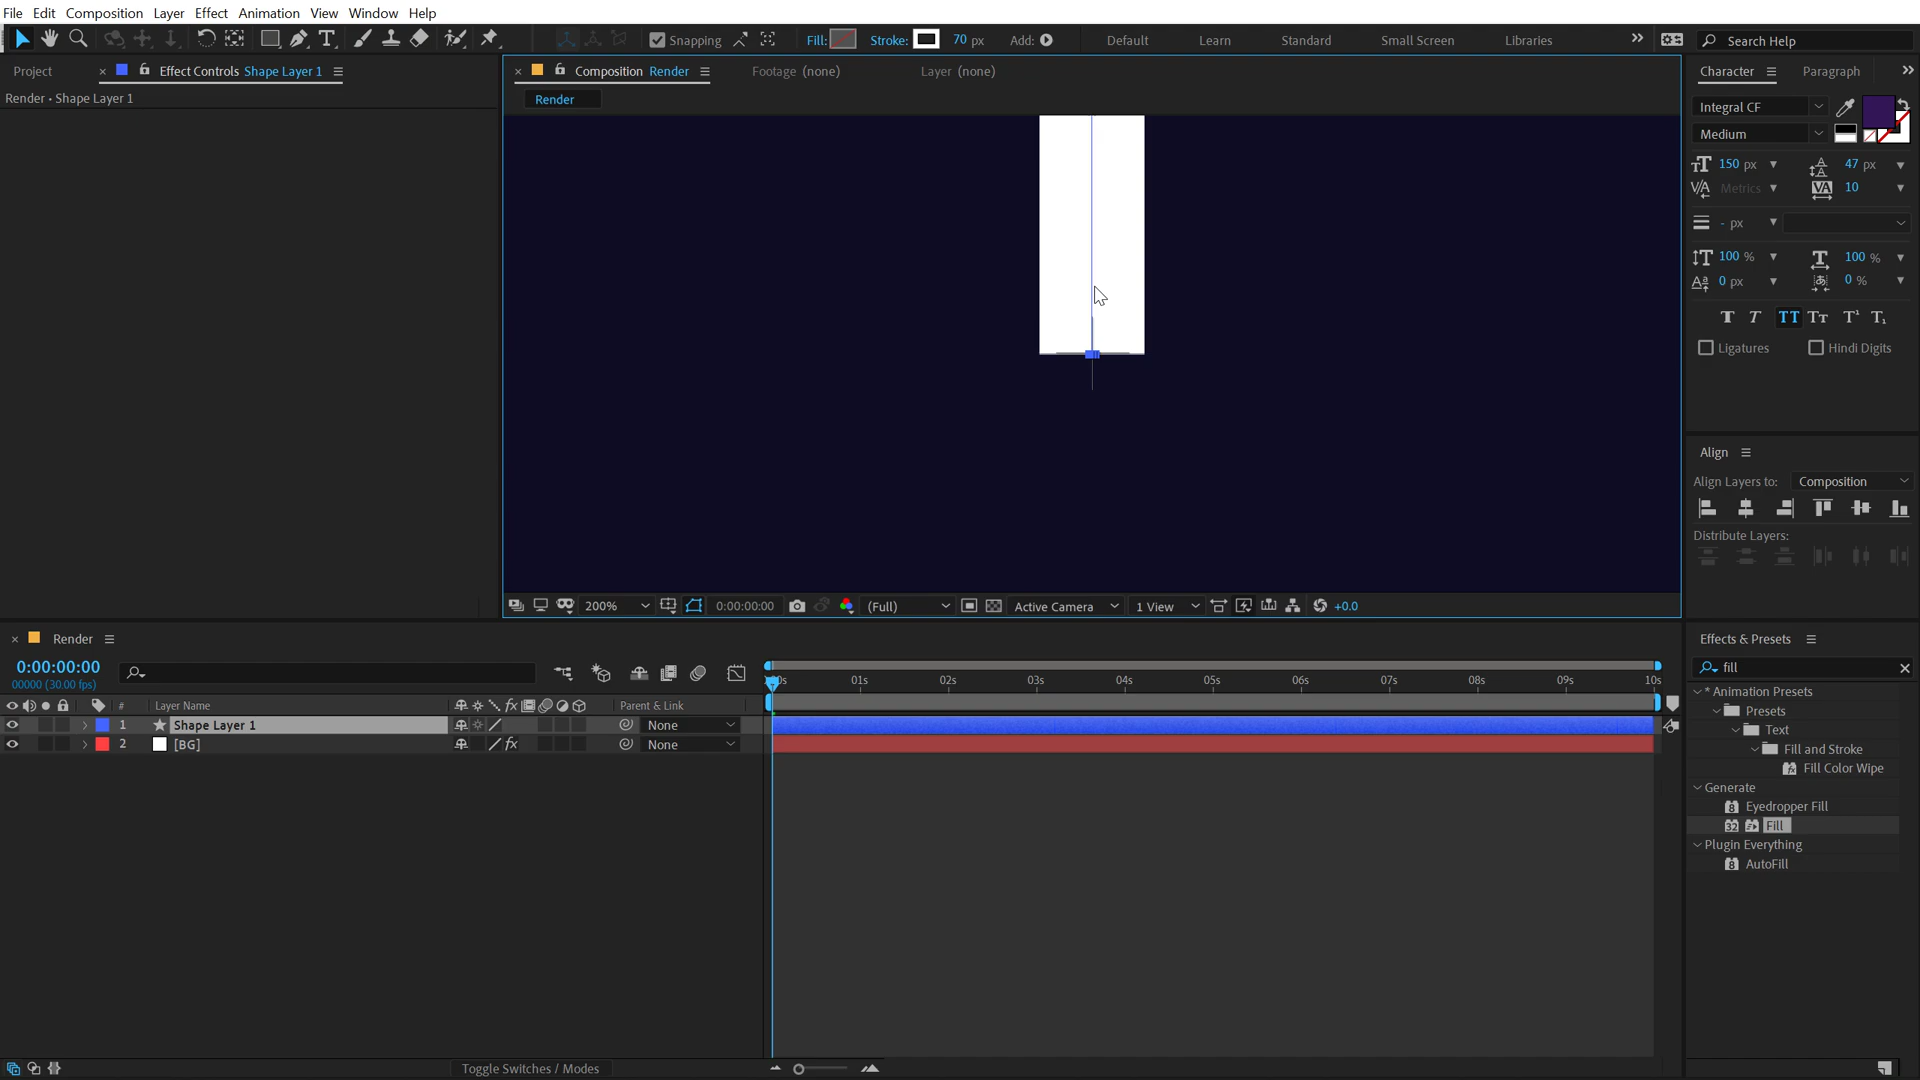 File Edit Composition Layer Effect Animation View Window Help
Snapping Fill: Stroke: 70 px Add: Default Learn Standard Small Screen Libraries Search Help
Project Effect Controls Shape Layer 1
Render • Shape Layer 1
Composition Render Footage (none) Layer (none)
Render
Character Paragraph
Integral CF
Medium
150 px 47 px
Metrics 10
- px
100 % 100 %
0 px 0 %
Ligatures Hindi Digits
Align
Align Layers to: Composition
Distribute Layers:
200% 0:00:00:00 (Full) Active Camera 1 View +0.0
Render
0:00:00:00
00000 (30.00 fps)
01s 02s 03s 04s 05s 06s 07s 08s 09s 10s
# Layer Name Parent & Link
1 Shape Layer 1 None
2 [BG] None
Toggle Switches / Modes
Effects & Presets
fill
* Animation Presets
Presets
Text
Fill and Stroke
Fill Color Wipe
Generate
Eyedropper Fill
Fill
Plugin Everything
AutoFill